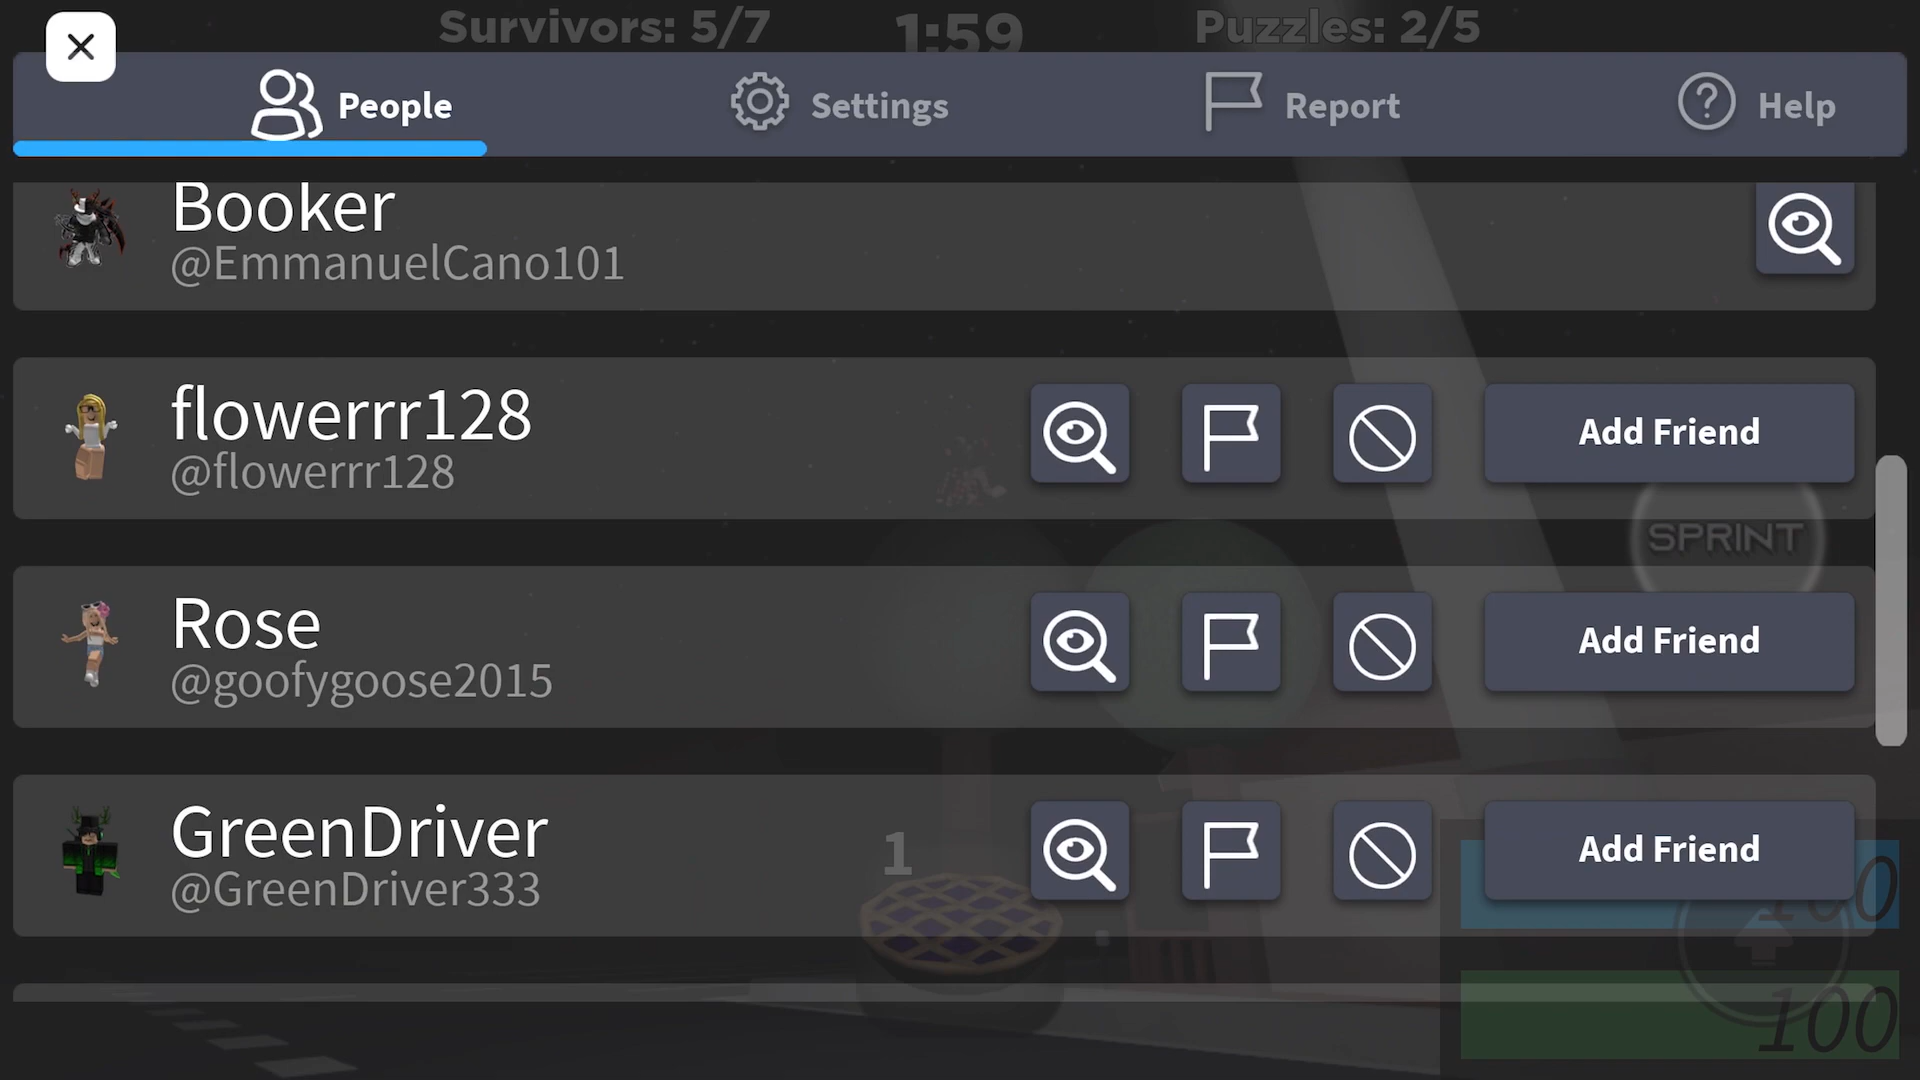 Survivors: 5/7
1:59
Puzzles: 2/5
People
Settings
Report
Help
Booker
@EmmanuelCano101
flowerrr128
@flowerrr128
Add Friend
SPRINT
Rose
@goofygoose2015
Add Friend
GreenDriver
@GreenDriver333
1
Add Friend
100
100